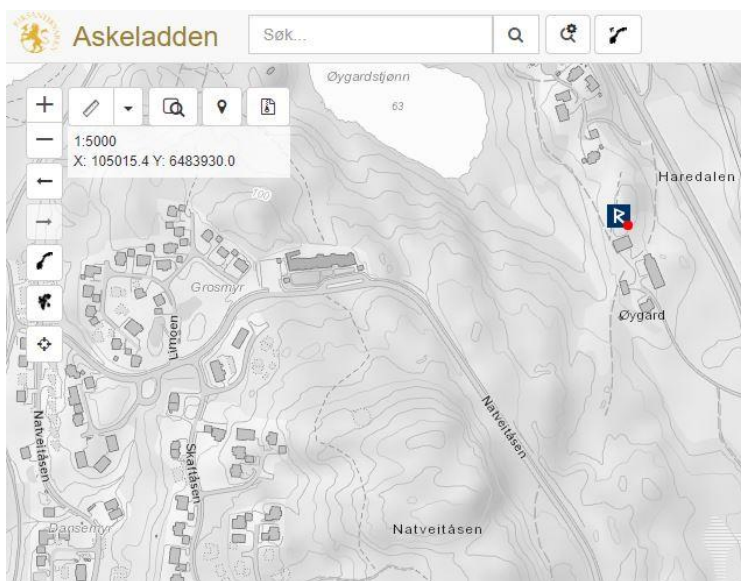 Askeladden
Søk...
Øygardstjønn
63
1:5000
X: 105015.4 Y: 6483930.0
Haredalen
100
R
Grosmyr
Limoen
Øygard
Natveitåsen
Natveitåsen
Skaftåsen
Dansemyr
Natveitåsen